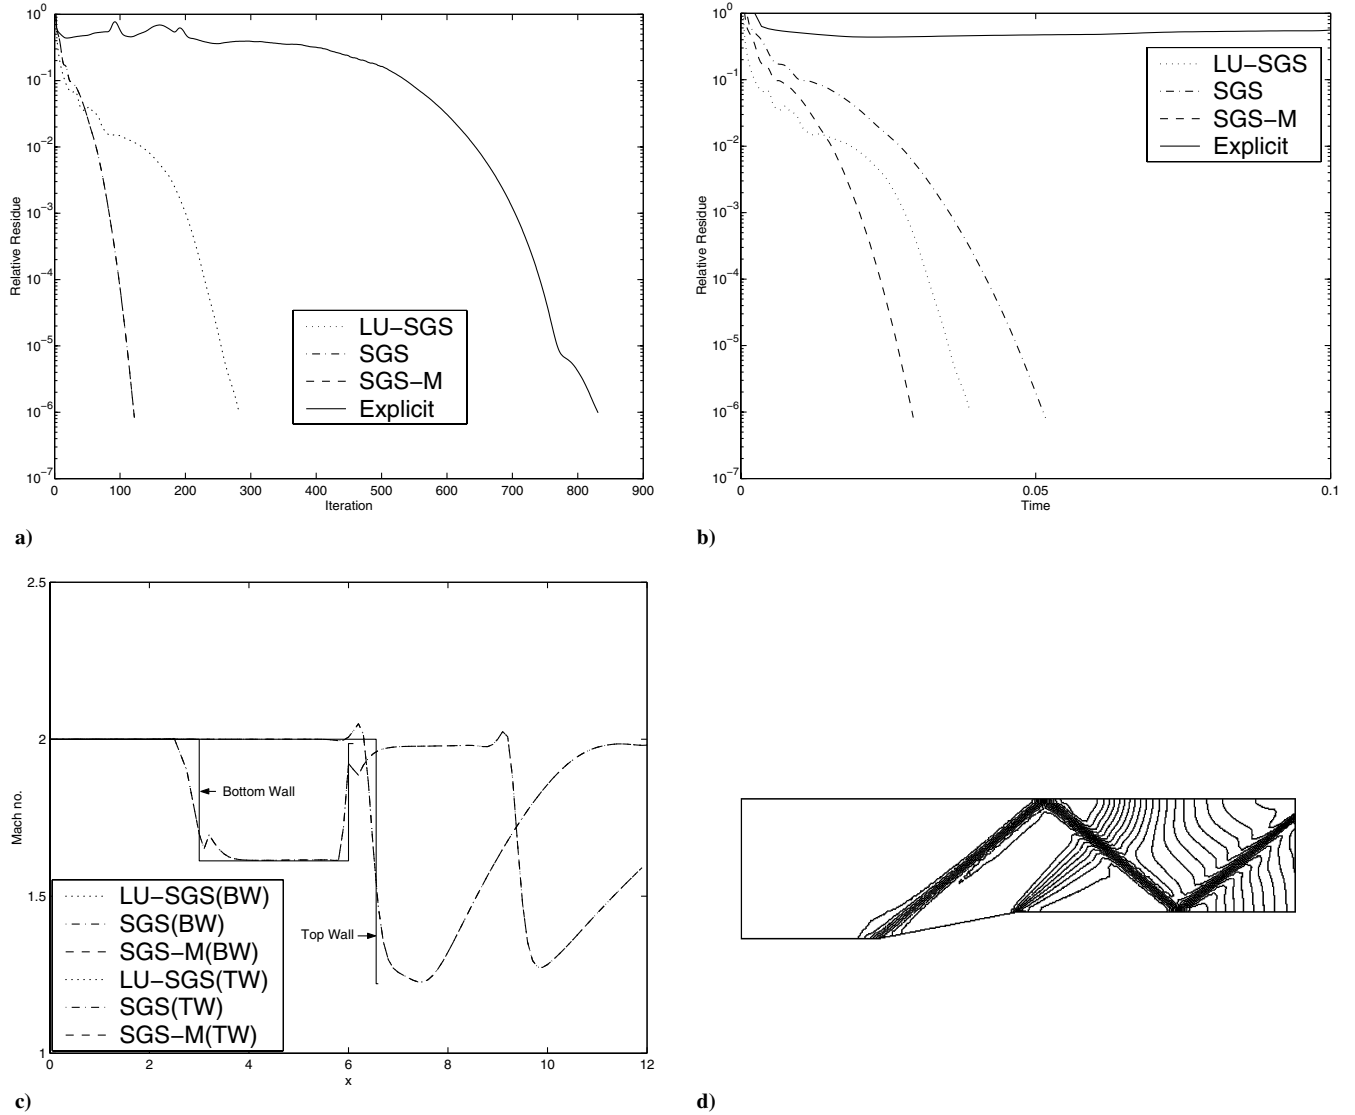 10^0
10^-1
10^-2
10^-3
10^-4
10^-5
10^-6
10^-7
Relative Residue
0 100 200 300 400 500 600 700 800 900
Iteration
LU-SGS
SGS
SGS-M
Explicit
a)
10^0
10^-1
10^-2
10^-3
10^-4
10^-5
10^-6
10^-7
Relative Residue
0 0.05 0.1
Time
LU-SGS
SGS
SGS-M
Explicit
b)
2.5
2
1.5
1
Mach no.
0 2 4 6 8 10 12
x
Bottom Wall
Top Wall
LU-SGS(BW)
SGS(BW)
SGS-M(BW)
LU-SGS(TW)
SGS(TW)
SGS-M(TW)
c)
d)